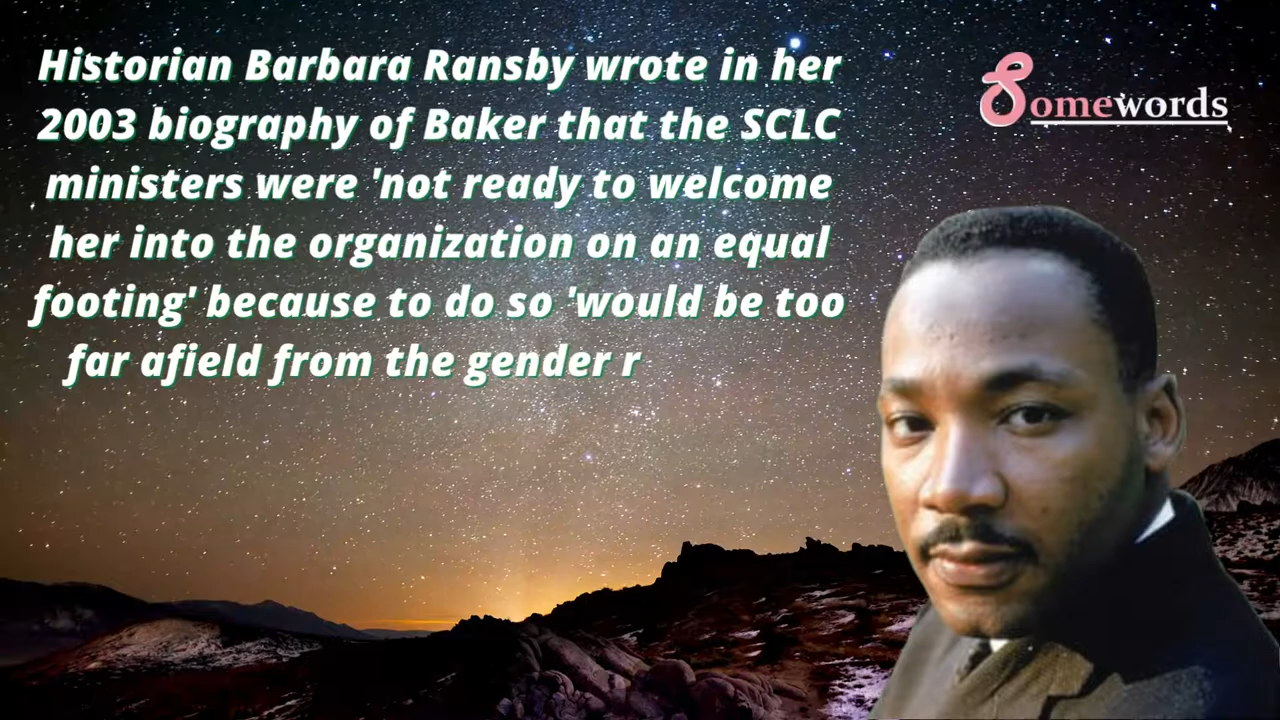 Historian Barbara Ransby wrote in her
2003 biography of Baker that the SCLC
ministers were 'not ready to welcome
her into the organization on an equal
footing' because to do so 'would be too
far afield from the gender r
Somewords